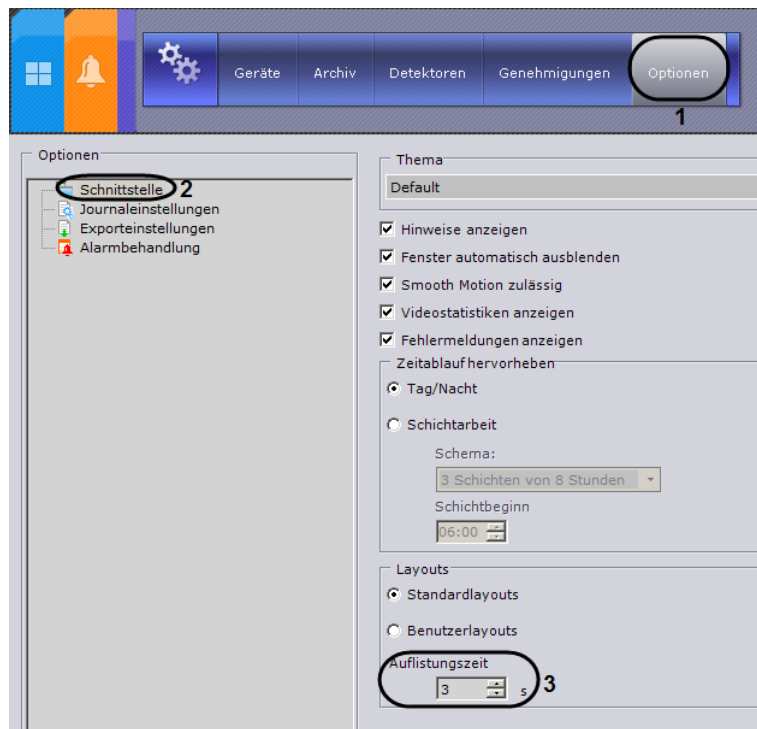 Geräte Archiv Detektoren Genehmigungen Optionen
1
Optionen
Schnittstelle 2
Journaleinstellungen
Exporteinstellungen
Alarmbehandlung
Thema
Default
Hinweise anzeigen
Fenster automatisch ausblenden
Smooth Motion zulässig
Videostatistiken anzeigen
Fehlermeldungen anzeigen
Zeitablauf hervorheben
Tag/Nacht
Schichtarbeit
Schema:
3 Schichten von 8 Stunden
Schichtbeginn
06:00
Layouts
Standardlayouts
Benutzerlayouts
Auflistungszeit
3 s 3